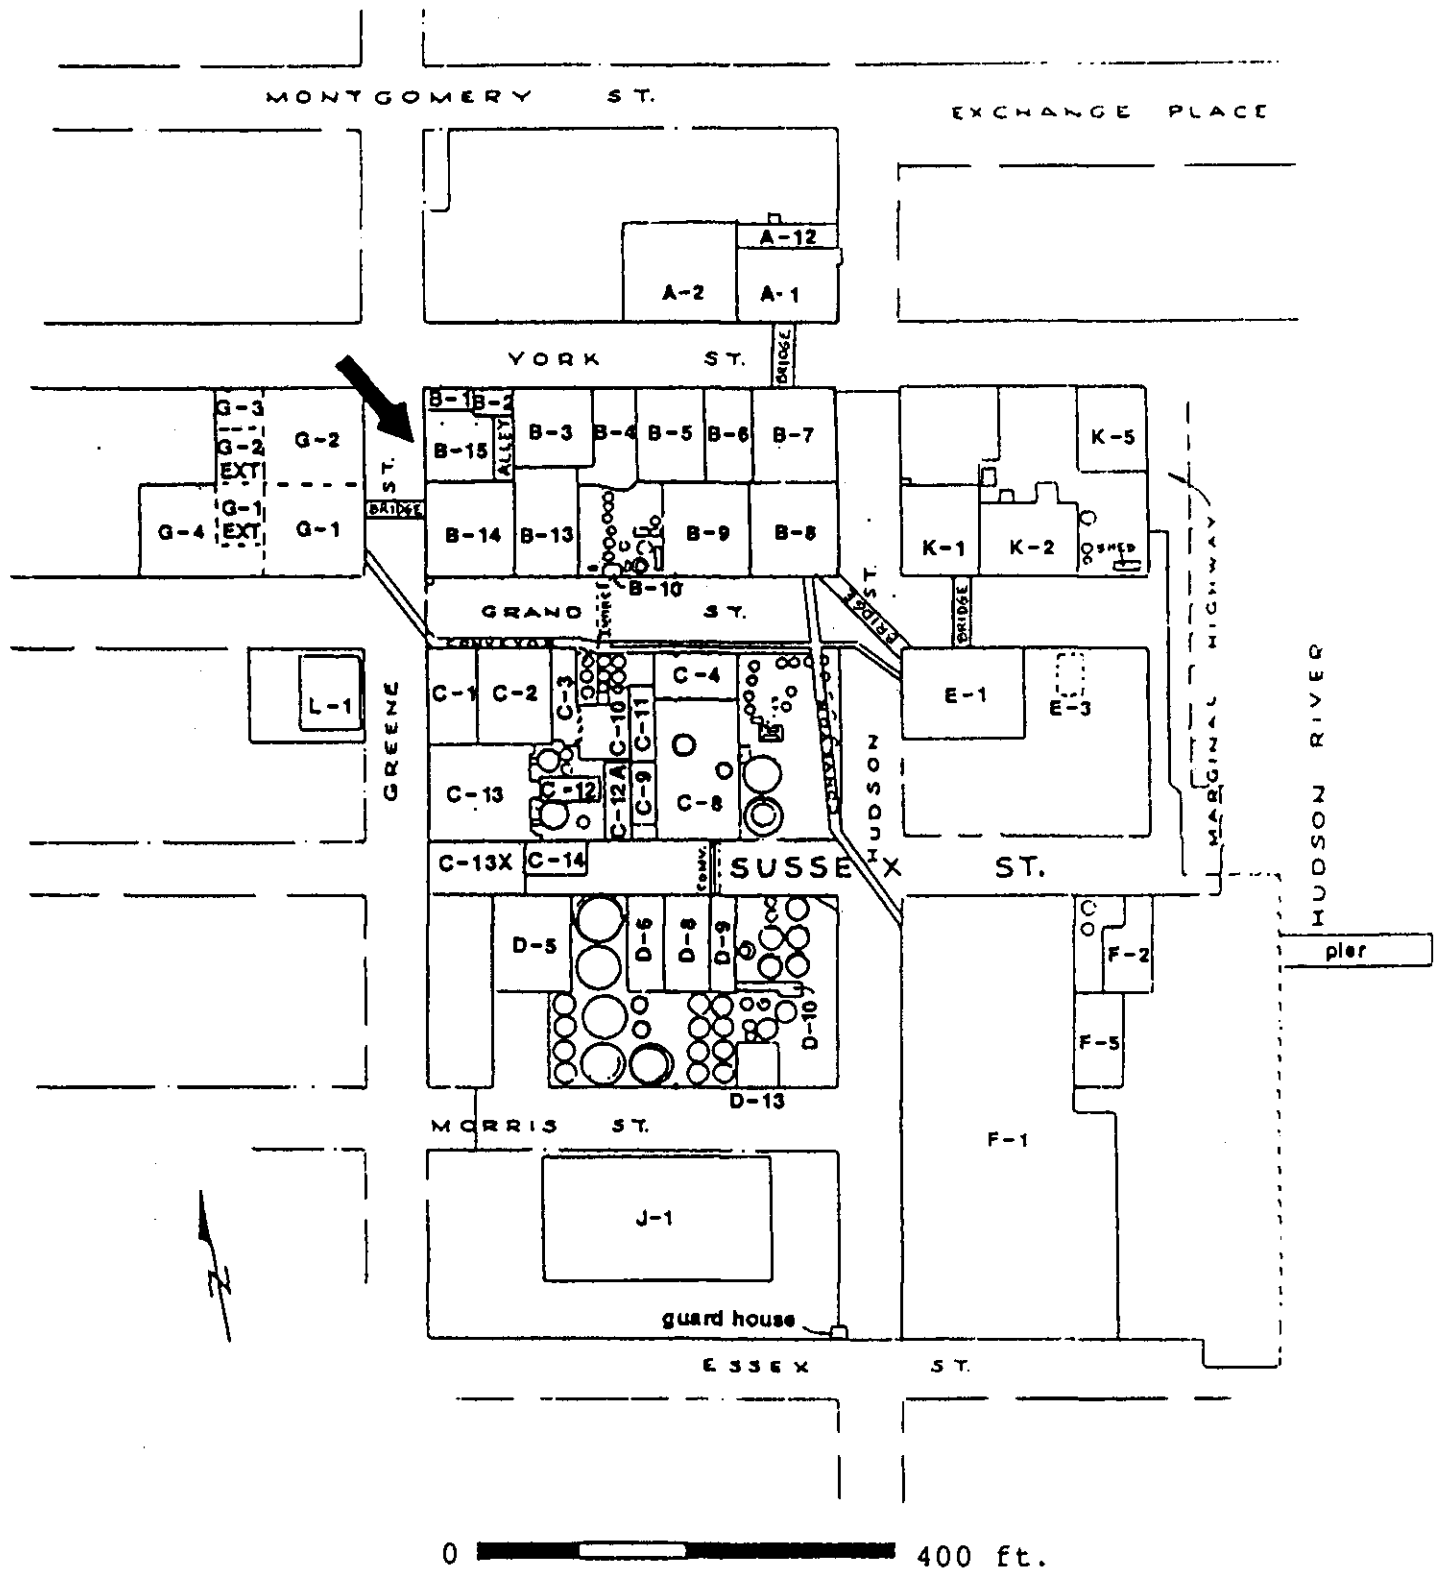 MONTGOMERY ST.
EXCHANGE PLACE
A-12
A-2
A-1
YORK ST.
BRIDGE
B-1
B-2
B-3
B-4
B-5
B-6
B-7
B-15
ALLEY
G-3
G-2
EXT
G-2
G-1
EXT
G-1
G-4
ST.
BRIDGE
B-14
B-13
B-9
B-8
B-10
K-5
K-1
K-2
SHED
GRAND ST.
BRIDGE
ST.
BRIDGE
MARGINAL HIGHWAY
HUDSON RIVER
L-1
GREENE
C-1
C-2
C-3
C-4
C-10
C-11
C-9
C-12A
C-12
C-8
C-13
HUDSON
E-1
E-3
C-13X
C-14
CONV.
SUSSEX ST.
D-5
D-6
D-8
D-9
D-10
D-13
F-2
F-5
F-1
pier
MORRIS ST.
J-1
guard house
N
ESSEX ST.
0 400 ft.